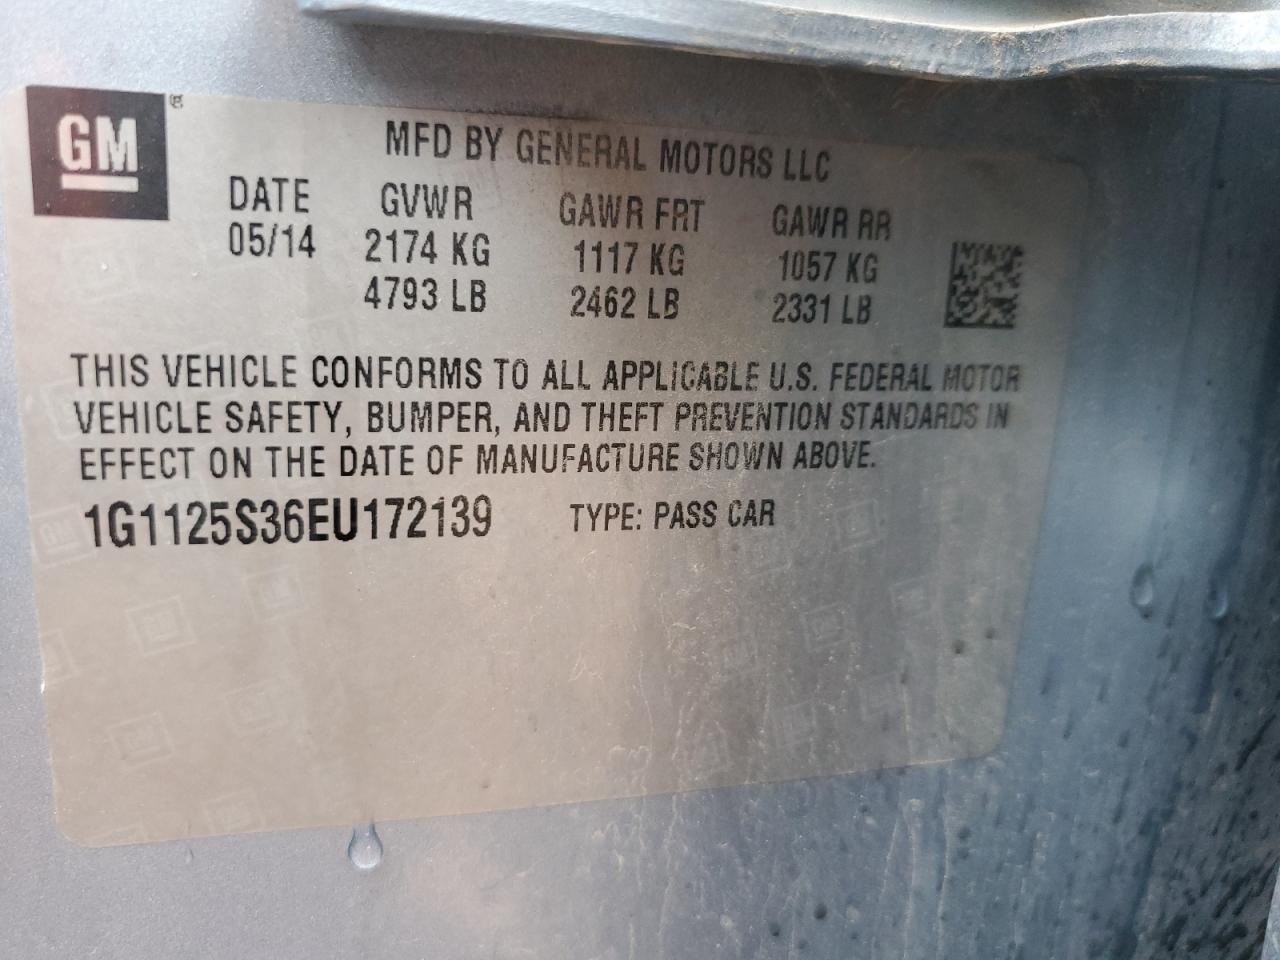 GM
MFD BY GENERAL MOTORS LLC
DATE GVWR GAWR FRT GAWR RR
05/14 2174 KG 1117 KG 1057 KG
4793 LB 2462 LB 2331 LB
THIS VEHICLE CONFORMS TO ALL APPLICABLE U.S. FEDERAL MOTOR
VEHICLE SAFETY, BUMPER, AND THEFT PREVENTION STANDARDS IN
EFFECT ON THE DATE OF MANUFACTURE SHOWN ABOVE.
1G1125S36EU172139 TYPE: PASS CAR